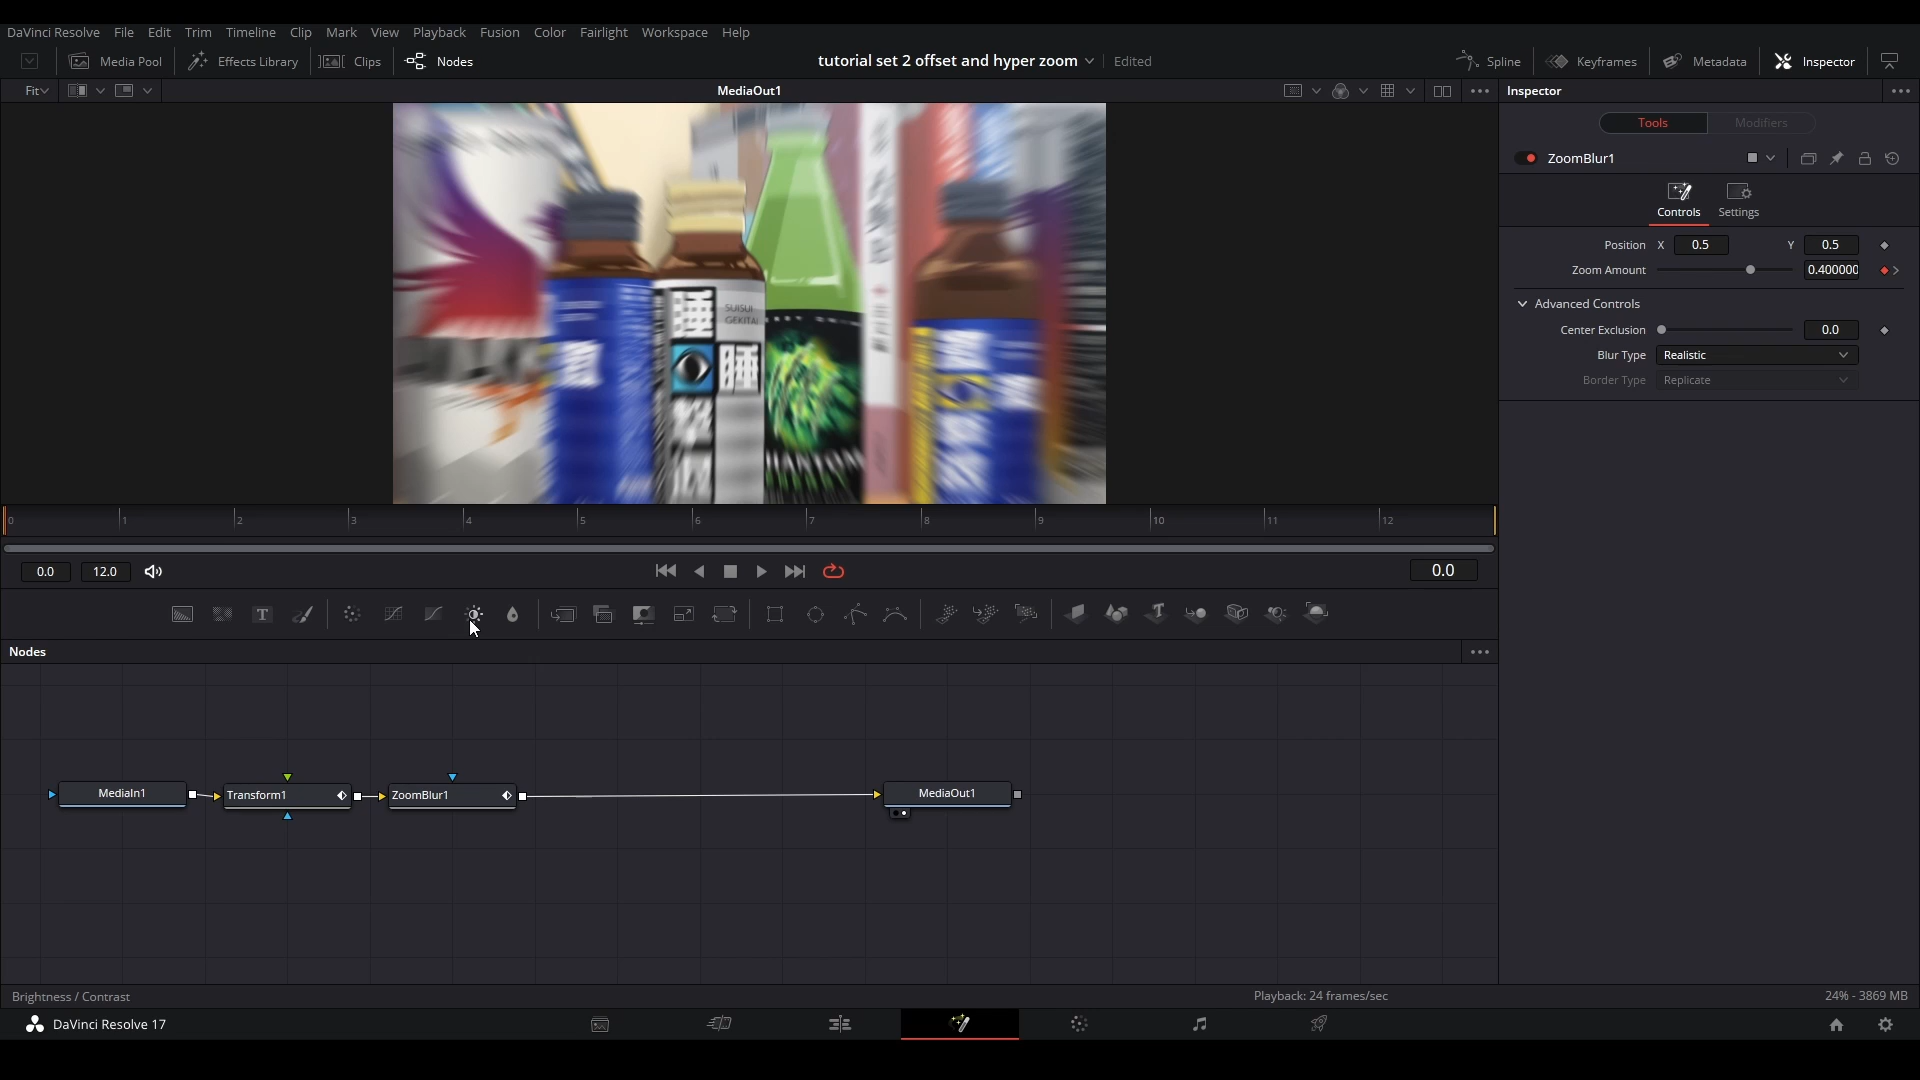 DaVinci Resolve File Edit Trim Timeline Clip Mark View Playback Fusion Color Fairlight Workspace Help
Media Pool Effects Library Clips Nodes tutorial set 2 offset and hyper zoom Edited Spline Keyframes Metadata Inspector
Fit MediaOut1 Inspector
Tools Modifiers
ZoomBlur1
Controls Settings
Position X 0.5 Y 0.5
Zoom Amount 0.400000
Advanced Controls
Center Exclusion 0.0
Blur Type Realistic
Border Type Replicate
SUISUI
GEKITAI
睡
睡
0 1 2 3 4 5 6 7 8 9 10 11 12
0.0 12.0 0.0
Nodes
MediaIn1 Transform1 ZoomBlur1 MediaOut1
Brightness / Contrast Playback: 24 frames/sec 24% - 3869 MB
DaVinci Resolve 17